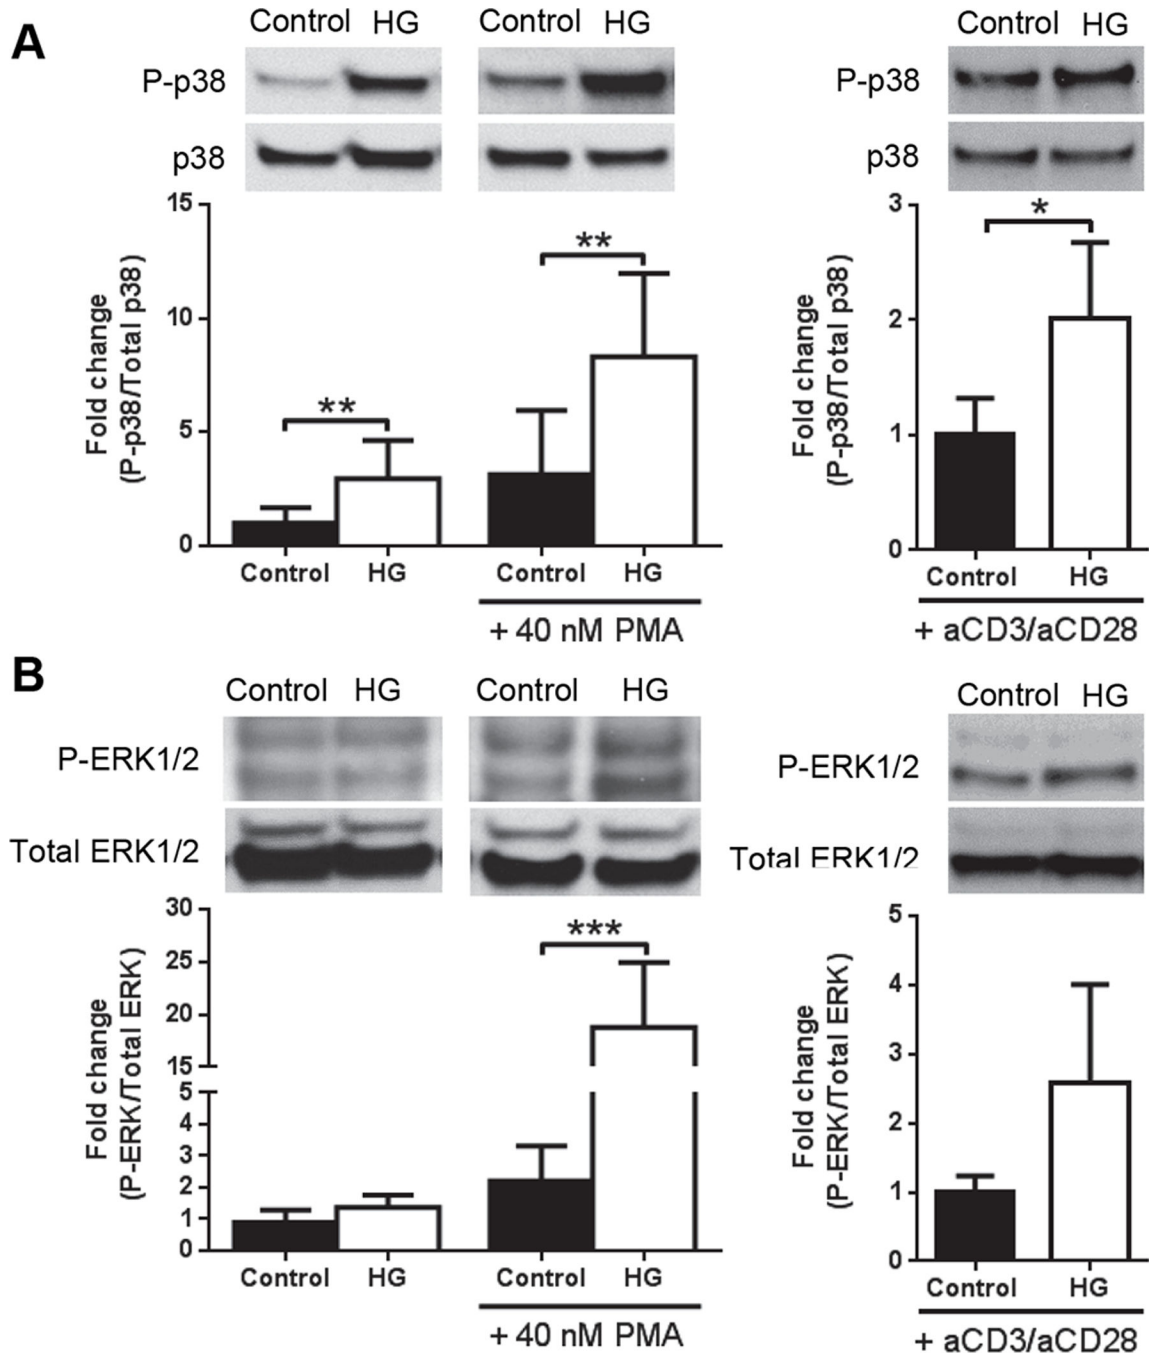 A
Control HG
Control HG
Control HG
P-p38
p38
P-p38
p38
15
10
5
0
Fold change
(P-p38/Total p38)
**
**
Control HG Control HG
+ 40 nM PMA
3
2
1
0
Fold change
(P-p38/Total p38)
*
Control HG
+ aCD3/aCD28
B
Control HG
Control HG
Control HG
P-ERK1/2
Total ERK1/2
P-ERK1/2
Total ERK1/2
30
25
20
15
5
4
3
2
1
0
Fold change
(P-ERK/Total ERK)
***
Control HG Control HG
+ 40 nM PMA
5
4
3
2
1
0
Fold change
(P-ERK/Total ERK)
Control HG
+ aCD3/aCD28